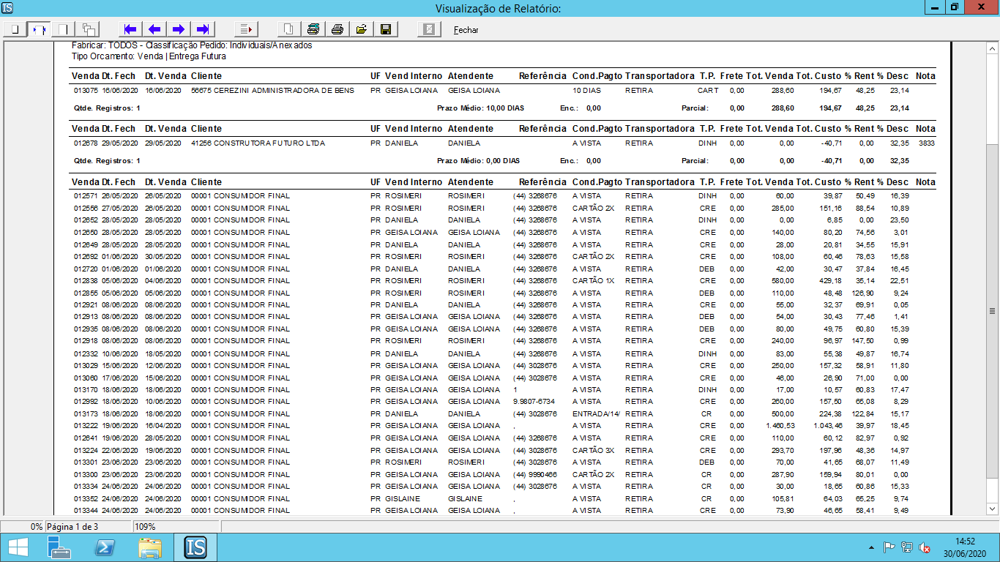 IS Visualização de Relatório:
Fechar
Fabricar: TODOS - Classificação Pedido: Individuais/Anexados
Tipo Orcamento: Venda | Entrega Futura
Venda Dt. Fech Dt. Venda Cliente UF Vend Interno Atendente Referência Cond.Pagto Transportadora T.P. Frete Tot. Venda Tot. Custo % Rent % Desc Nota
013075 16/06/2020 16/06/2020 56675 CEREZINI ADMINISTRADORA DE BENS PR GEISA LOIANA GEISA LOIANA 10 DIAS RETIRA CART 0,00 288,60 194,67 48,25 23,14
Qtde. Registros: 1 Prazo Médio: 10,00 DIAS Enc.: 0,00 Parcial: 0,00 288,60 194,67 48,25 23,14
Venda Dt. Fech Dt. Venda Cliente UF Vend Interno Atendente Referência Cond.Pagto Transportadora T.P. Frete Tot. Venda Tot. Custo % Rent % Desc Nota
012678 29/05/2020 29/05/2020 41256 CONSTRUTORA FUTURO LTDA PR DANIELA DANIELA A VISTA RETIRA DINH 0,00 0,00 -40,71 0,00 32,35 3833
Qtde. Registros: 1 Prazo Médio: 0,00 DIAS Enc.: 0,00 Parcial: 0,00 0,00 -40,71 0,00 32,35
Venda Dt. Fech Dt. Venda Cliente UF Vend Interno Atendente Referência Cond.Pagto Transportadora T.P. Frete Tot. Venda Tot. Custo % Rent % Desc Nota
012571 26/05/2020 26/05/2020 00001 CONSUMIDOR FINAL PR ROSIMERI ROSIMERI (44) 3268676 A VISTA RETIRA DINH 0,00 60,00 39,87 50,49 16,39
012556 27/05/2020 26/05/2020 00001 CONSUMIDOR FINAL PR ROSIMERI ROSIMERI (44) 3268676 CARTÃO 2X RETIRA CRE 0,00 285,00 151,16 88,54 10,89
012652 28/05/2020 28/05/2020 00001 CONSUMIDOR FINAL PR DANIELA DANIELA (44) 3268676 A VISTA RETIRA DINH 0,00 0,00 6,85 0,00 23,50
012650 28/05/2020 28/05/2020 00001 CONSUMIDOR FINAL PR GEISA LOIANA GEISA LOIANA (44) 3268676 A VISTA RETIRA CRE 0,00 140,00 80,20 74,56 3,01
012649 28/05/2020 28/05/2020 00001 CONSUMIDOR FINAL PR DANIELA DANIELA (44) 3268676 A VISTA RETIRA CRE 0,00 28,00 20,81 34,55 15,91
012692 01/06/2020 30/05/2020 00001 CONSUMIDOR FINAL PR ROSIMERI ROSIMERI (44) 3268676 CARTÃO 2X RETIRA CRE 0,00 108,00 60,46 78,63 15,58
012720 01/06/2020 01/06/2020 00001 CONSUMIDOR FINAL PR DANIELA DANIELA (44) 3268676 A VISTA RETIRA DEB 0,00 42,00 30,47 37,84 16,45
012838 05/06/2020 04/06/2020 00001 CONSUMIDOR FINAL PR ROSIMERI ROSIMERI (44) 3268676 CARTÃO 1X RETIRA CRE 0,00 580,00 429,18 35,14 22,51
012855 05/06/2020 05/06/2020 00001 CONSUMIDOR FINAL PR ROSIMERI ROSIMERI (44) 3268676 A VISTA RETIRA DEB 0,00 110,00 48,48 126,90 9,24
012921 08/06/2020 08/06/2020 00001 CONSUMIDOR FINAL PR DANIELA DANIELA (44) 3268676 A VISTA RETIRA CRE 0,00 55,00 32,37 69,91 0,05
012913 08/06/2020 08/06/2020 00001 CONSUMIDOR FINAL PR GEISA LOIANA GEISA LOIANA (44) 3268676 A VISTA RETIRA DEB 0,00 54,00 30,43 77,46 1,41
012935 08/06/2020 08/06/2020 00001 CONSUMIDOR FINAL PR GEISA LOIANA GEISA LOIANA (44) 3268676 A VISTA RETIRA DEB 0,00 80,00 49,75 60,80 15,39
012918 08/06/2020 08/06/2020 00001 CONSUMIDOR FINAL PR ROSIMERI ROSIMERI (44) 3268676 A VISTA RETIRA CRE 0,00 240,00 96,97 147,50 0,99
012332 10/06/2020 18/05/2020 00001 CONSUMIDOR FINAL PR DANIELA DANIELA (44) 3268676 A VISTA RETIRA DINH 0,00 83,00 55,38 49,87 16,74
013029 15/06/2020 12/06/2020 00001 CONSUMIDOR FINAL PR GEISA LOIANA GEISA LOIANA (44) 3028676 A VISTA RETIRA CRE 0,00 250,00 157,32 58,91 11,80
013060 17/06/2020 15/06/2020 00001 CONSUMIDOR FINAL PR GEISA LOIANA GEISA LOIANA (44) 3028676 A VISTA RETIRA CRE 0,00 46,00 26,90 71,00 0,00
013170 18/06/2020 18/06/2020 00001 CONSUMIDOR FINAL PR GEISA LOIANA GEISA LOIANA 1 A VISTA RETIRA DINH 0,00 17,00 10,57 60,83 17,47
012992 18/06/2020 10/06/2020 00001 CONSUMIDOR FINAL PR GEISA LOIANA GEISA LOIANA 9.9807-6734 A VISTA RETIRA CRE 0,00 260,00 157,50 65,08 8,29
013173 18/06/2020 18/06/2020 00001 CONSUMIDOR FINAL PR DANIELA DANIELA (44) 3028676 ENTRADA/14/ RETIRA CR 0,00 500,00 224,38 122,84 15,17
013222 19/06/2020 16/04/2020 00001 CONSUMIDOR FINAL PR GEISA LOIANA GEISA LOIANA , A VISTA RETIRA CRE 0,00 1.460,53 1.043,46 39,97 18,45
012641 19/06/2020 28/05/2020 00001 CONSUMIDOR FINAL PR GEISA LOIANA GEISA LOIANA (44) 3268676 A VISTA RETIRA CRE 0,00 110,00 60,12 82,97 0,92
013224 22/06/2020 19/06/2020 00001 CONSUMIDOR FINAL PR GEISA LOIANA GEISA LOIANA (44) 3028676 CARTÃO 3X RETIRA CRE 0,00 293,70 197,96 48,36 14,97
013301 23/06/2020 23/06/2020 00001 CONSUMIDOR FINAL PR ROSIMERI ROSIMERI (44) 3028676 A VISTA RETIRA DEB 0,00 70,00 41,65 68,07 11,49
013300 23/06/2020 23/06/2020 00001 CONSUMIDOR FINAL PR GEISA LOIANA GEISA LOIANA (44) 9990466 CARTÃO 2X RETIRA CR 0,00 287,90 159,94 80,01 0,00
013334 24/06/2020 24/06/2020 00001 CONSUMIDOR FINAL PR GEISA LOIANA GEISA LOIANA (44) 3028676 A VISTA RETIRA CR 0,00 30,00 18,65 60,86 15,33
013352 24/06/2020 24/06/2020 00001 CONSUMIDOR FINAL PR GISLAINE GISLAINE , A VISTA RETIRA CR 0,00 105,81 64,03 65,25 9,74
013344 24/06/2020 24/06/2020 00001 CONSUMIDOR FINAL PR GEISA LOIANA GEISA LOIANA , A VISTA RETIRA CRE 0,00 73,90 46,65 58,41 9,49
0% Página 1 de 3 109%
IS
14:52
30/06/2020